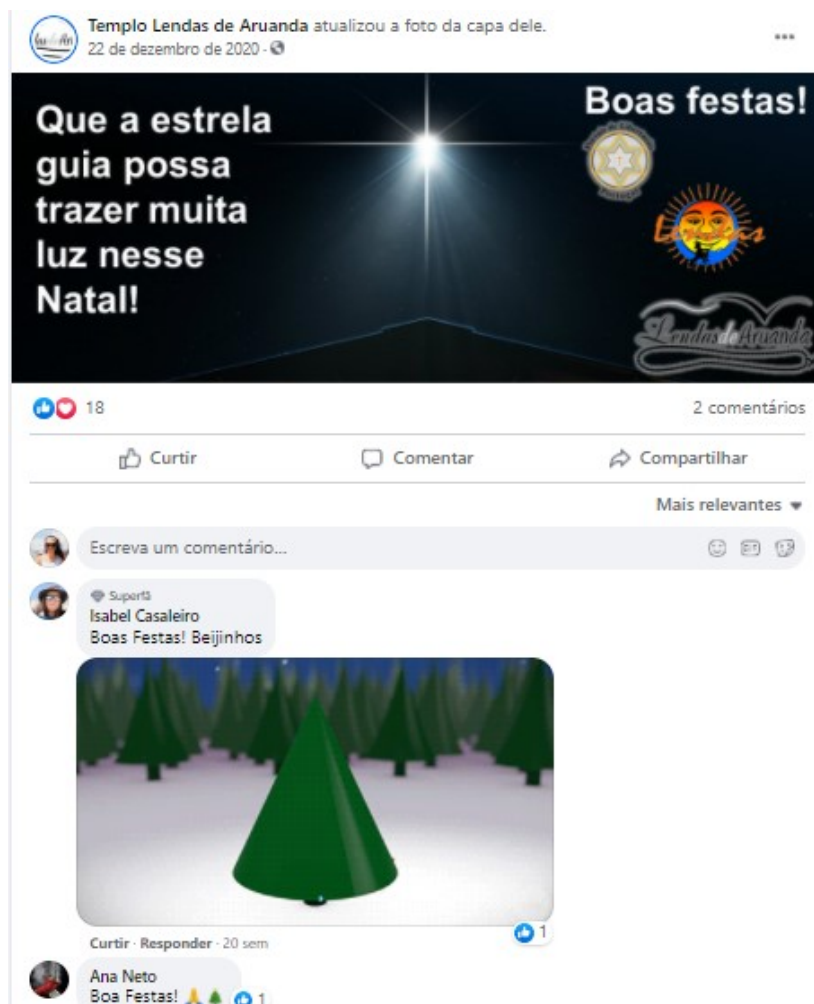 Templo Lendas de Aruanda atualizou a foto da capa dele.
22 de dezembro de 2020 ·
Que a estrela
guia possa
trazer muita
luz nesse
Natal!
Boas festas!
Lendas
LendasdeAruanda
18
2 comentários
Curtir
Comentar
Compartilhar
Mais relevantes
Escreva um comentário...
Superfã
Isabel Casaleiro
Boas Festas! Beijinhos
1
Curtir · Responder · 20 sem
Ana Neto
Boa Festas! 🙏🎄 1